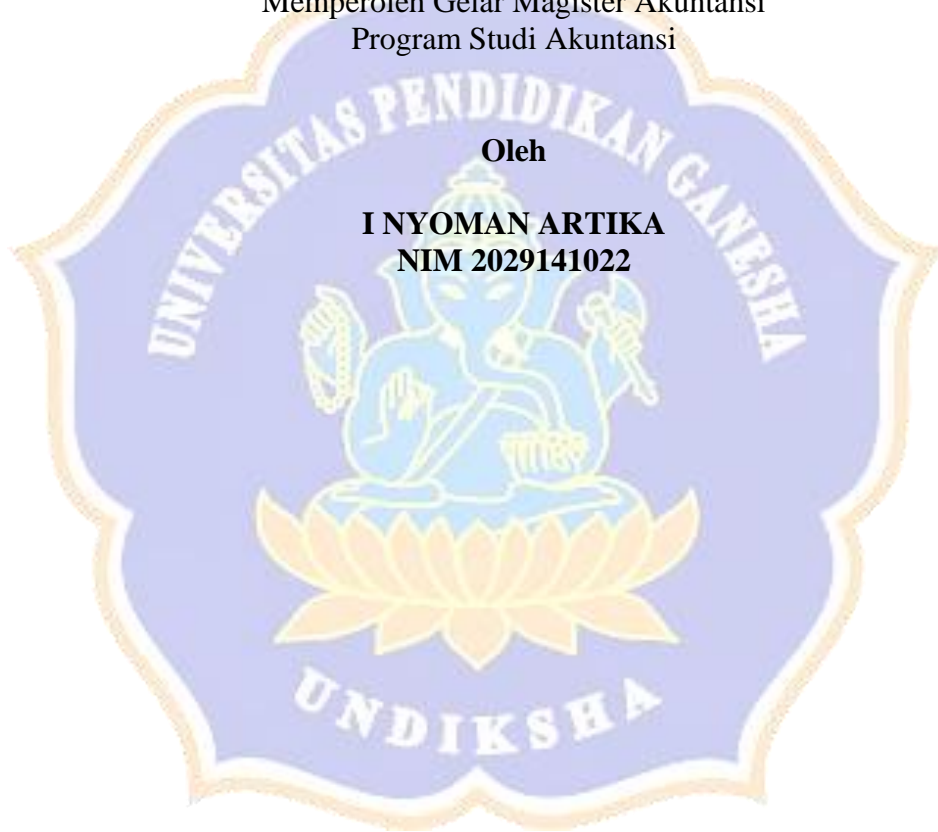 Memperoleh Gelar Magister Akuntansi
Program Studi Akuntansi
UNIVERSITAS PENDIDIKAN GANESHA
Oleh
I NYOMAN ARTIKA
NIM 2029141022
UNDIKSHA